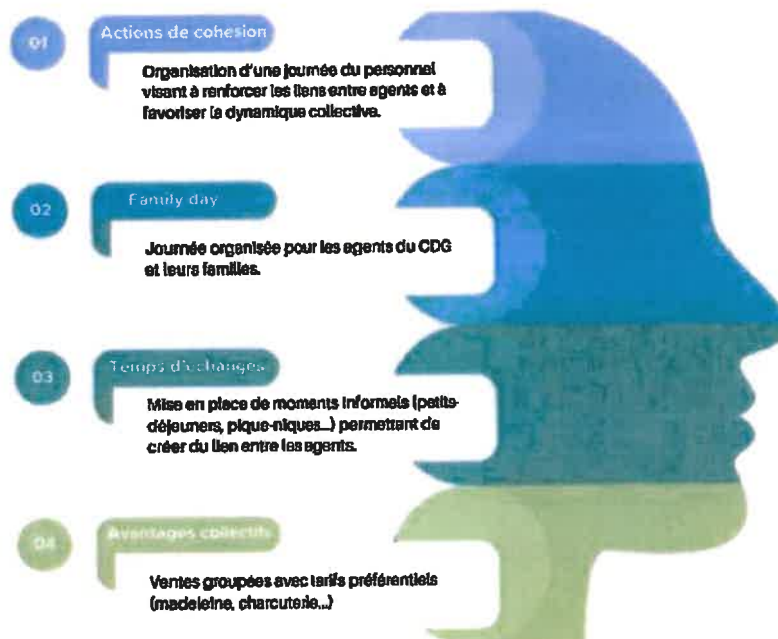 01
Actions de cohesion
Organisation d'une journée du personnel
visant à renforcer les liens entre agents et à
favoriser la dynamique collective.
02
Family day
Journée organisée pour les agents du CDG
et leurs familles.
03
Temps d'échanges
Mise en place de moments informels (petits-
déjeuners, pique-niques...) permettant de
créer du lien entre les agents.
04
Avantages collectifs
Ventes groupées avec tarifs préférentiels
(madeleine, charcuterie...)